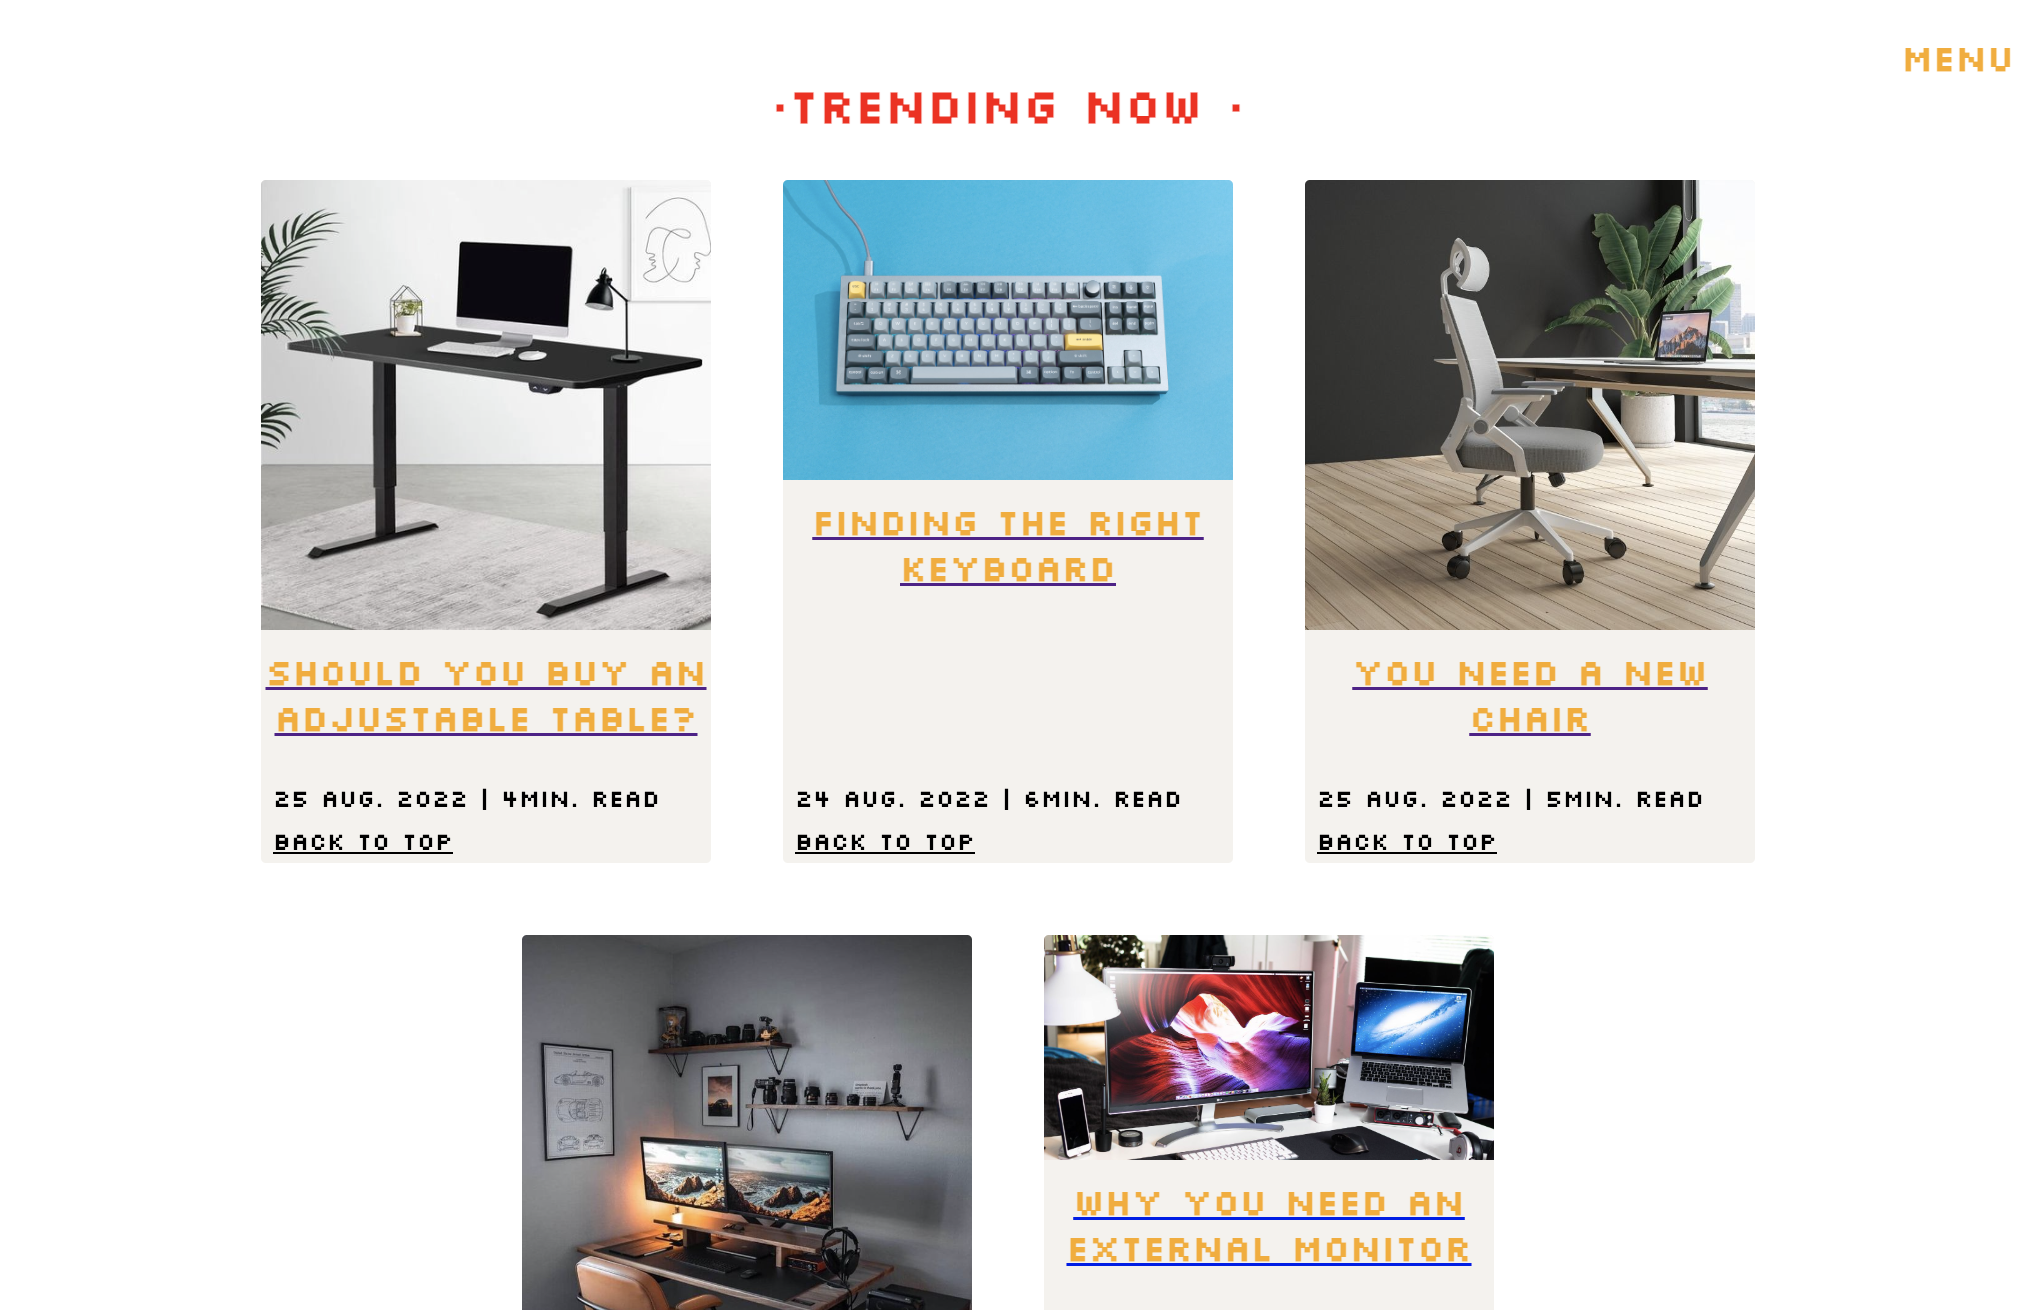 MENU
·TRENDING NOW ·
SHOULD YOU BUY AN
ADJUSTABLE TABLE?
25 AUG. 2022 | 4MIN. READ
BACK TO TOP
FINDING THE RIGHT
KEYBOARD
24 AUG. 2022 | 6MIN. READ
BACK TO TOP
YOU NEED A NEW
CHAIR
25 AUG. 2022 | 5MIN. READ
BACK TO TOP
WHY YOU NEED AN
EXTERNAL MONITOR